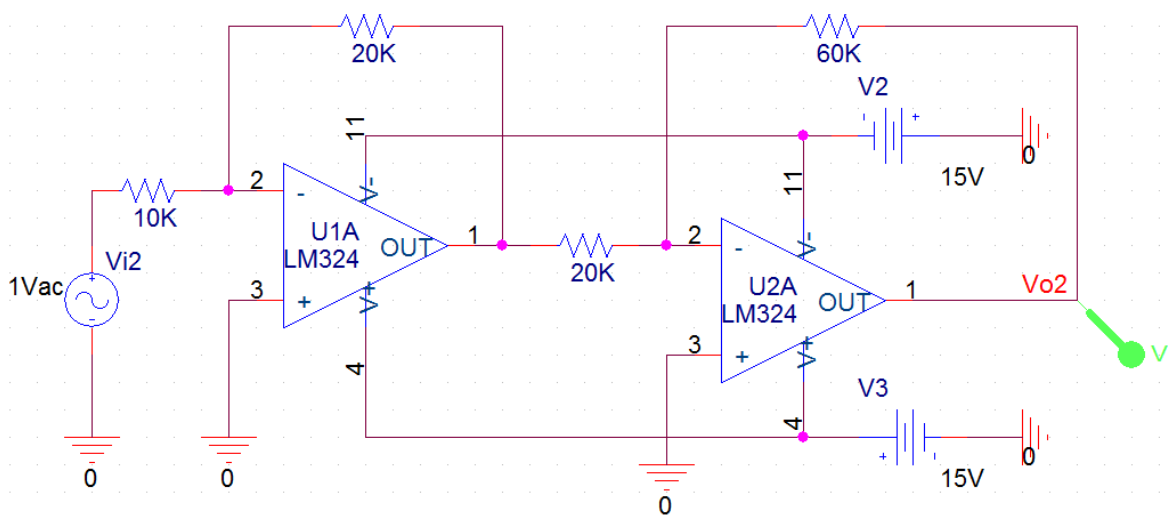 20K
60K
V2
-
+
15V
0
11
2
-
V-
10K
U1A
LM324
OUT
1
Vi2
+
-
1Vac
3
+
V+
4
20K
11
2
-
V-
U2A
LM324
OUT
1
Vo2
V
3
+
V+
4
V3
+
-
15V
0
0
0
0